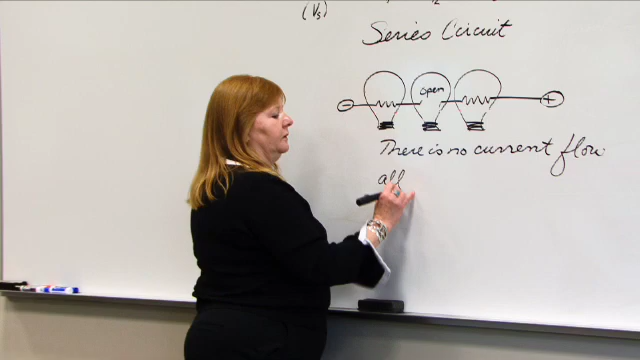 (Vs)
Series Circuit
open
− +
There is no current flow
all